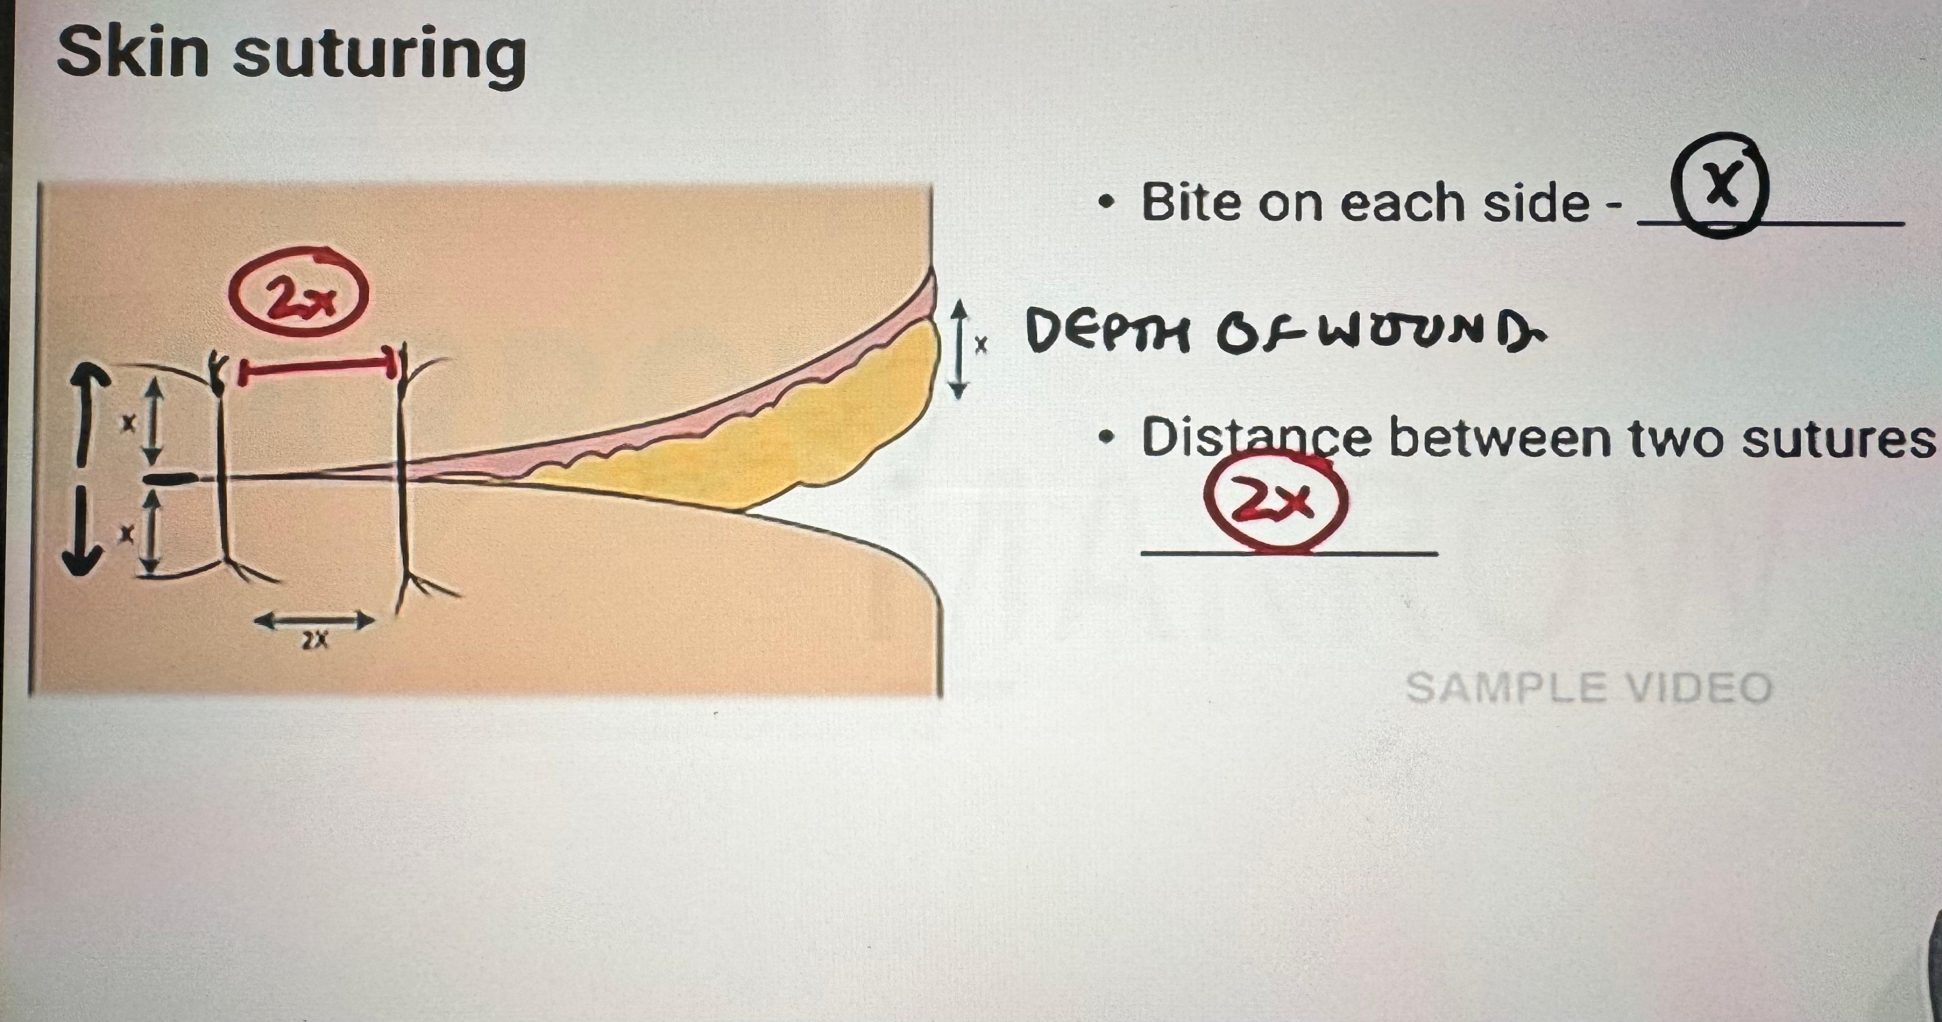 Skin suturing
• Bite on each side - X
2x
x DEPTH OF WOUND
• Distance between two sutures
2x
x
x
2X
SAMPLE VIDEO